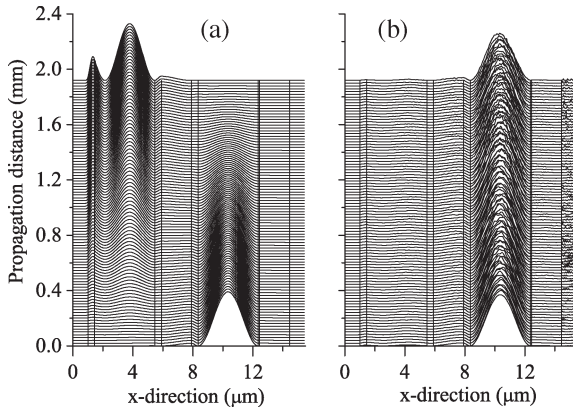 (a) (b)
2.4
2.0
1.6
1.2
0.8
0.4
0.0
Propagation distance (mm)
0 4 8 12
0 4 8 12
x-direction (μm) x-direction (μm)